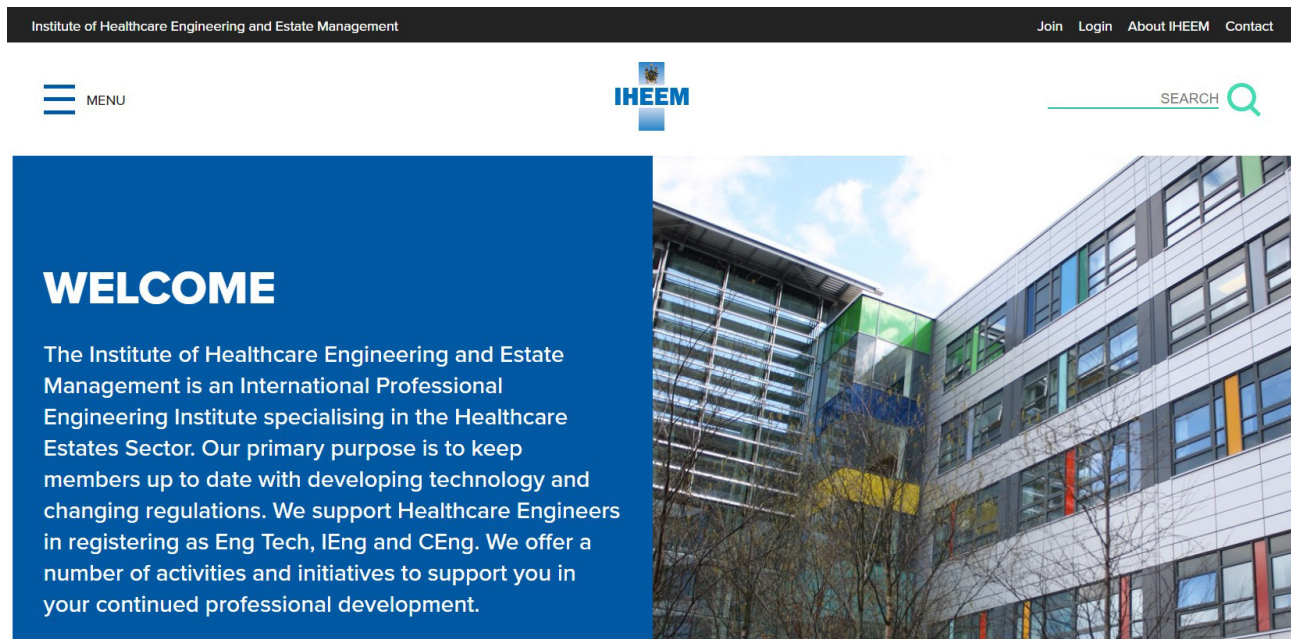 Institute of Healthcare Engineering and Estate Management
Join Login About IHEEM Contact
MENU
IHEEM
SEARCH
WELCOME
The Institute of Healthcare Engineering and Estate
Management is an International Professional
Engineering Institute specialising in the Healthcare
Estates Sector. Our primary purpose is to keep
members up to date with developing technology and
changing regulations. We support Healthcare Engineers
in registering as Eng Tech, IEng and CEng. We offer a
number of activities and initiatives to support you in
your continued professional development.